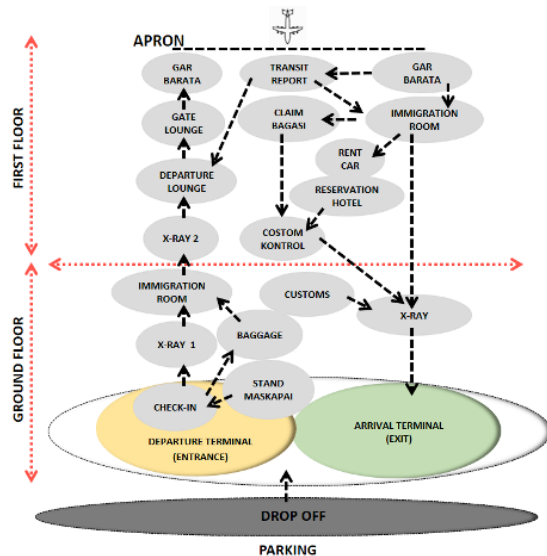 APRON
GAR
BARATA
TRANSIT
REPORT
GAR
BARATA
GATE
LOUNGE
CLAIM
BAGASI
IMMIGRATION
ROOM
RENT
CAR
DEPARTURE
LOUNGE
RESERVATION
HOTEL
X-RAY 2
COSTOM
KONTROL
FIRST FLOOR
IMMIGRATION
ROOM
CUSTOMS
X-RAY
BAGGAGE
X-RAY 1
STAND
MASKAPAI
CHECK-IN
GROUND FLOOR
DEPARTURE TERMINAL
(ENTRANCE)
ARRIVAL TERMINAL
(EXIT)
DROP OFF
PARKING